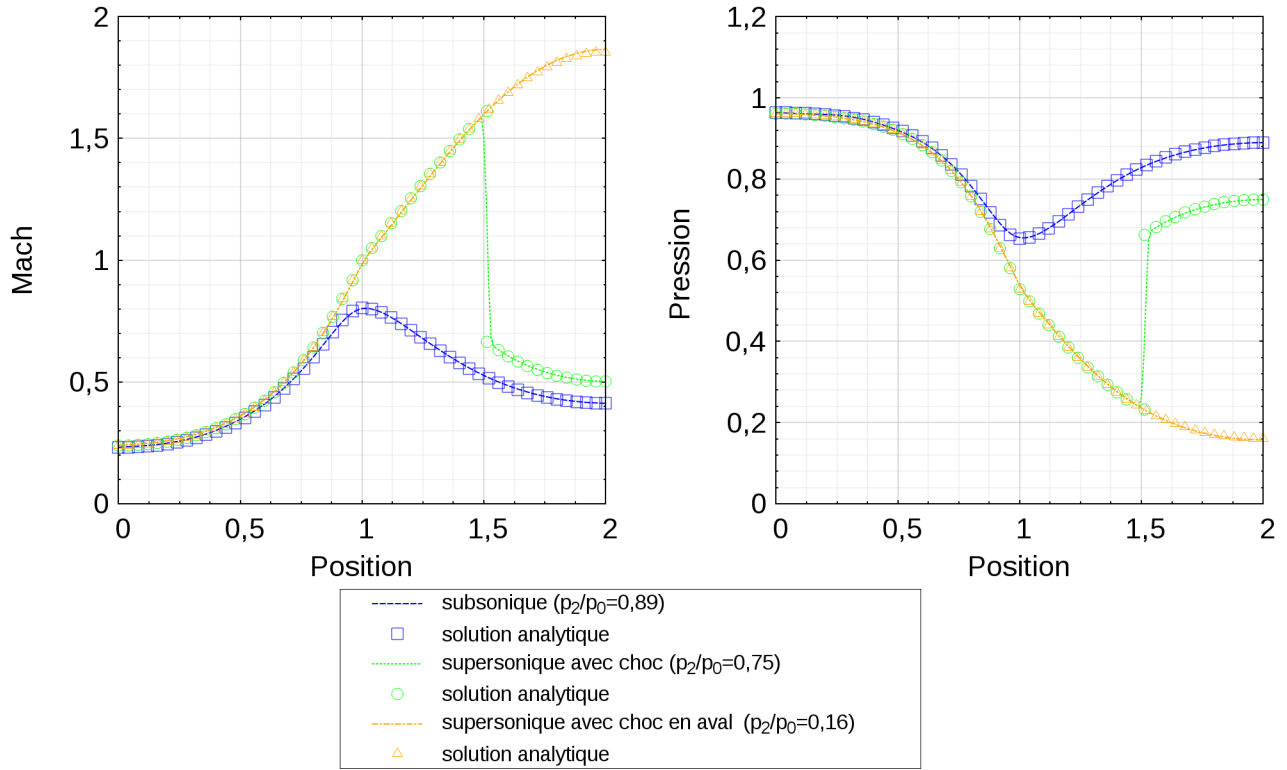 2
1,5
1
0,5
0
Mach
0 0,5 1 1,5 2
Position
1,2
1
0,8
0,6
0,4
0,2
0
Pression
0 0,5 1 1,5 2
Position
subsonique (p2/p0=0,89)
solution analytique
supersonique avec choc (p2/p0=0,75)
solution analytique
supersonique avec choc en aval (p2/p0=0,16)
solution analytique